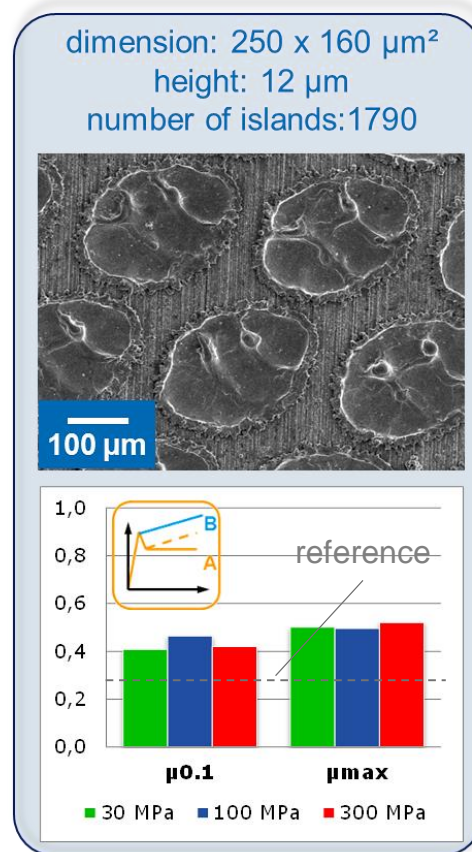 dimension: 250 x 160 µm²
height: 12 µm
number of islands:1790
100 µm
1,0
0,8
0,6
0,4
0,2
0,0
B
A
reference
µ0.1 µmax
30 MPa 100 MPa 300 MPa